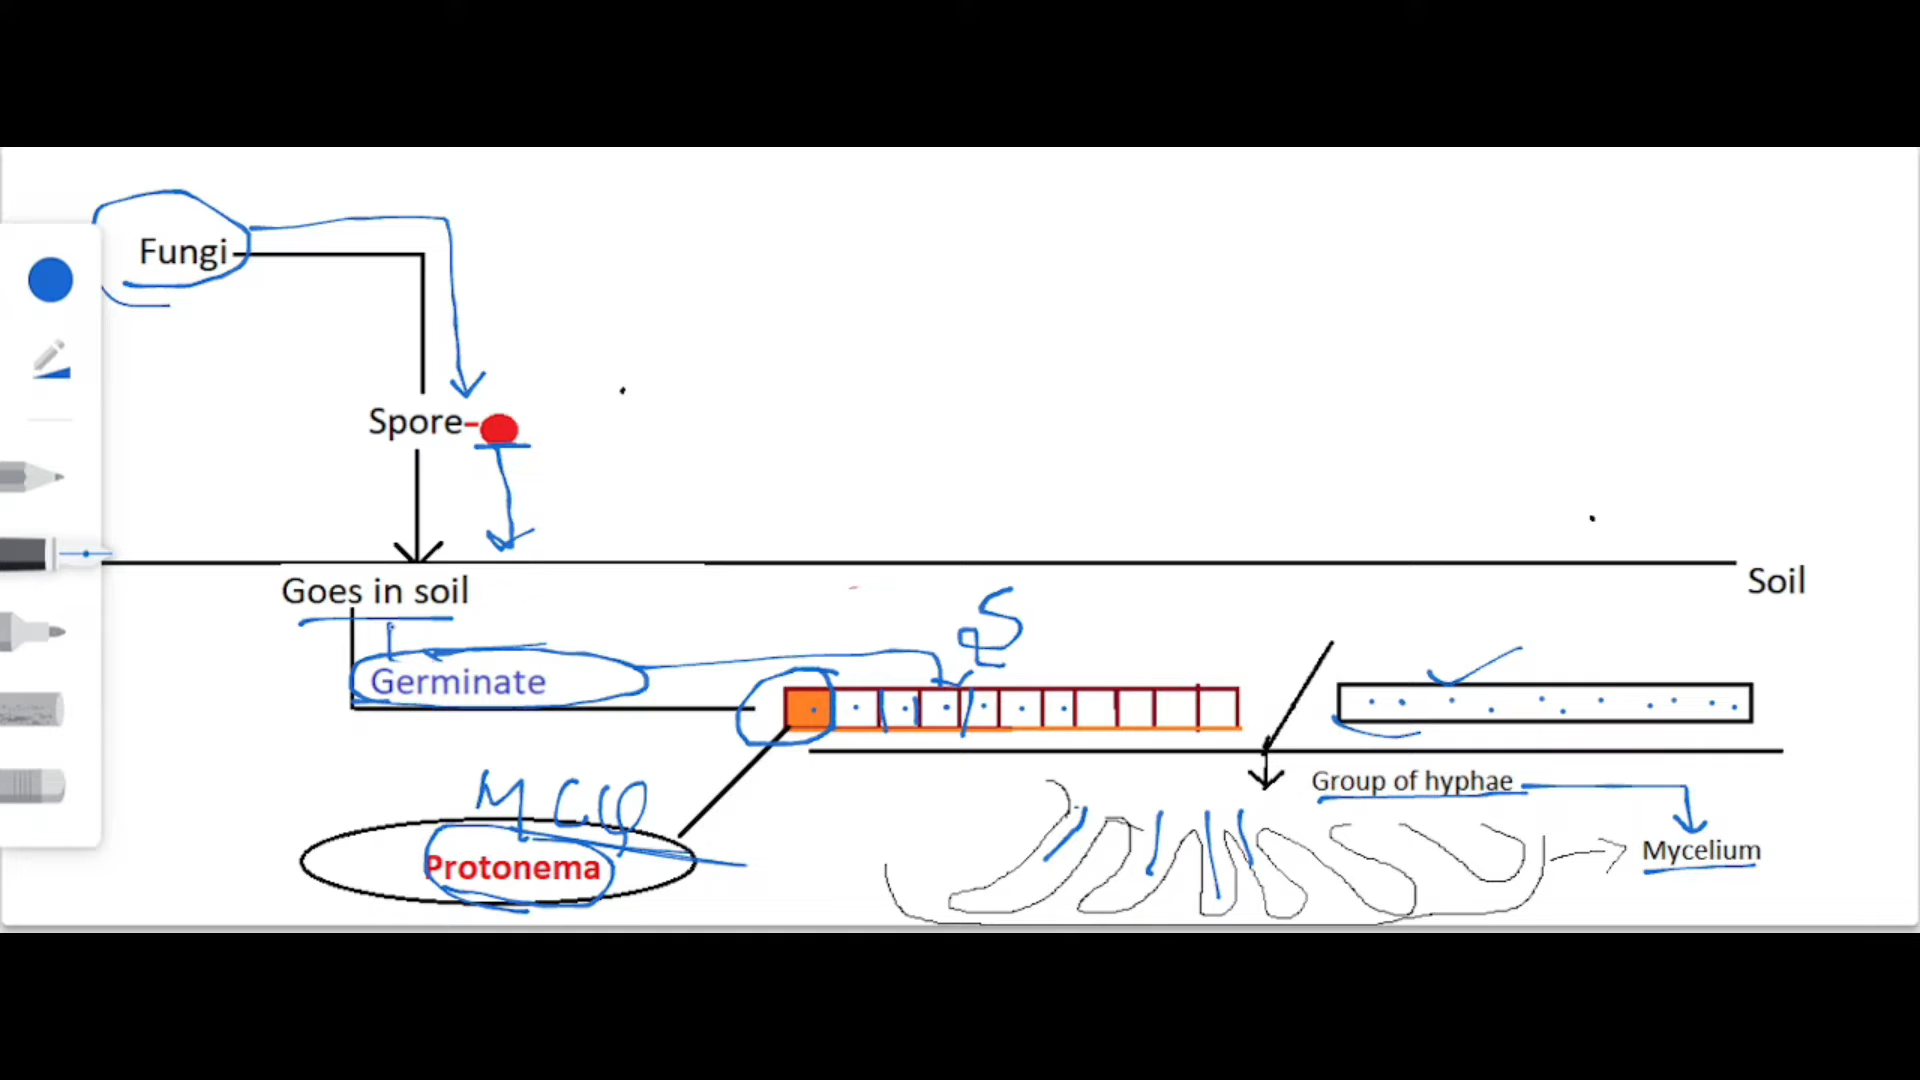 Fungi
Spore-
Goes in soil
Soil
S
Germinate
Group of hyphae
Protonema
Mycelium